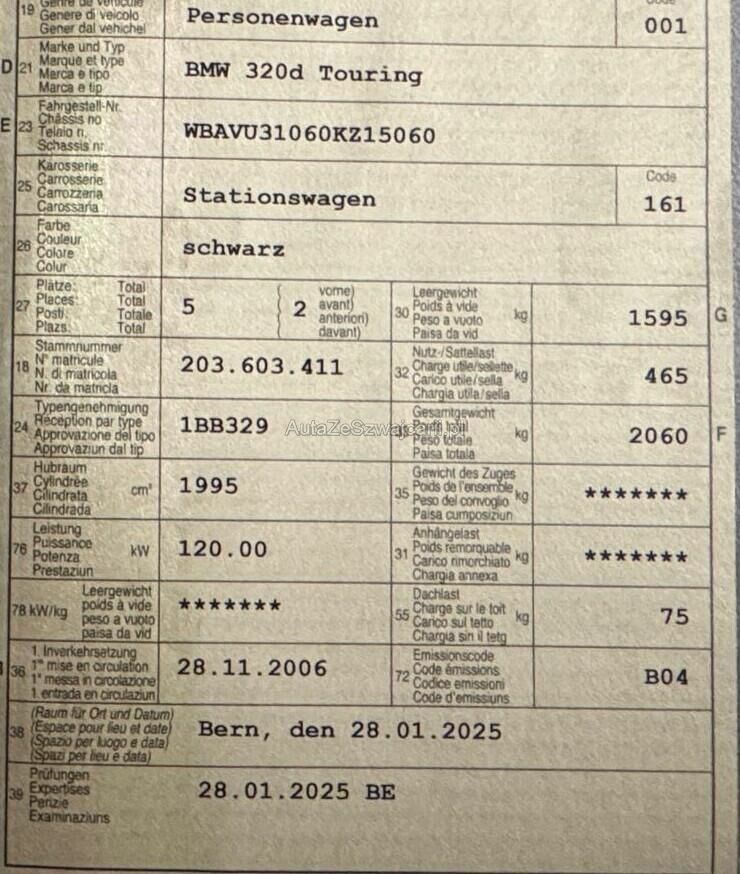 19 Genre de véhicule
Genere di veicolo
Gener dal vehichel
Personenwagen
Code
001
D 21 Marke und Typ
Marque et type
Marca e tipo
Marca e tip
BMW 320d Touring
E 23 Fahrgestell-Nr.
Châssis no
Telaio n.
Schassis nr.
WBAVU31060KZ15060
25 Karosserie
Carrosserie
Carrozzeria
Carossaria
Stationswagen
Code
161
26 Farbe
Couleur
Colore
Colur
schwarz
27 Plätze: Total
Places: Total
Posti: Totale
Plazs: Total
5
2
vorne)
avant)
anteriori)
davant)
30 Leergewicht
Poids à vide
Peso a vuoto
Paisa da vid
kg
1595
G
18 Stammnummer
N° matricule
N. di matricola
Nr. da matricla
203.603.411
32 Nutz-/Sattellast
Charge utile/sellette
Carico utile/sella
Chargia utila/sella
kg
465
24 Typengenehmigung
Réception par type
Approvazione del tipo
Approvaziun dal tip
1BB329
AutaZeSzwajcarii.pl
Gesamtgewicht
Peso totale
Paisa totala
kg
2060
F
37 Hubraum
Cylindrée
Cilindrata
Cilindrada
cm³
1995
35 Gewicht des Zuges
Poids de l'ensemble
Peso del convoglio
Paisa cumposiziun
kg
*******
76 Leistung
Puissance
Potenza
Prestaziun
kW
120.00
31 Anhängelast
Poids remorquable
Carico rimorchiato
Chargia annexa
kg
*******
78 kW/kg
Leergewicht
poids à vide
peso a vuoto
paisa da vid
*******
55 Dachlast
Charge sur le toit
Carico sul tetto
Chargia sin il tetg
kg
75
36 1. Inverkehrsetzung
1re mise en circulation
1a messa in circolazione
1. entrada en circulaziun
28.11.2006
72 Emissionscode
Code émissions
Codice emissioni
Code d'emissiuns
B04
38 (Raum für Ort und Datum)
(Espace pour lieu et date)
(Spazio per luogo e data)
(Spazi per lieu e data)
Bern, den 28.01.2025
39 Prüfungen
Expertises
Perizie
Examinaziuns
28.01.2025 BE